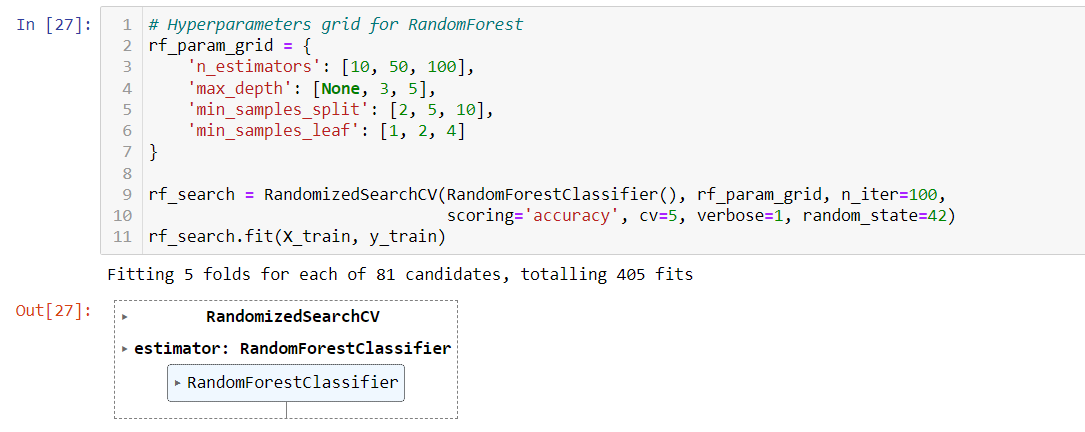 In [27]:
1 # Hyperparameters grid for RandomForest
2 rf_param_grid = {
3     'n_estimators': [10, 50, 100],
4     'max_depth': [None, 3, 5],
5     'min_samples_split': [2, 5, 10],
6     'min_samples_leaf': [1, 2, 4]
7 }
8
9 rf_search = RandomizedSearchCV(RandomForestClassifier(), rf_param_grid, n_iter=100,
10                               scoring='accuracy', cv=5, verbose=1, random_state=42)
11 rf_search.fit(X_train, y_train)
Fitting 5 folds for each of 81 candidates, totalling 405 fits
Out[27]:
▸ RandomizedSearchCV
▸ estimator: RandomForestClassifier
▸ RandomForestClassifier